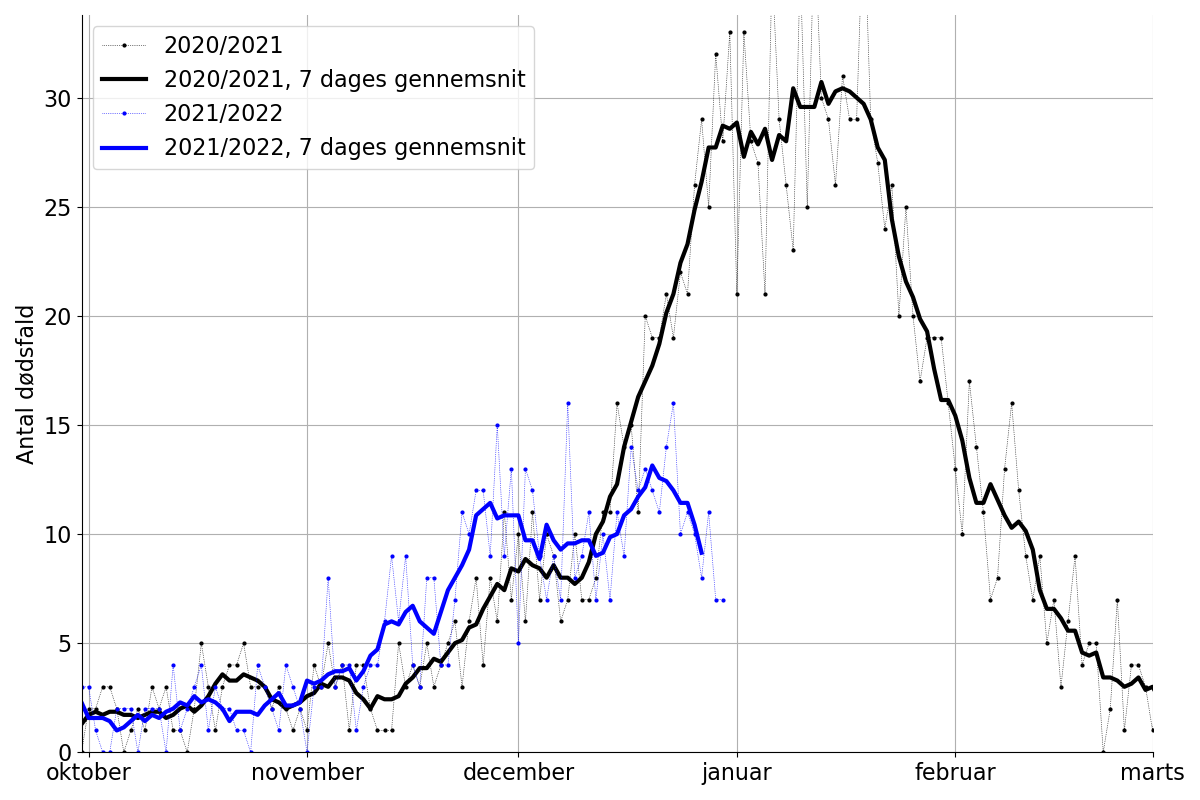 2020/2021
2020/2021, 7 dages gennemsnit
2021/2022
2021/2022, 7 dages gennemsnit
Antal dødsfald
30
25
20
15
10
5
0
oktober november december januar februar marts